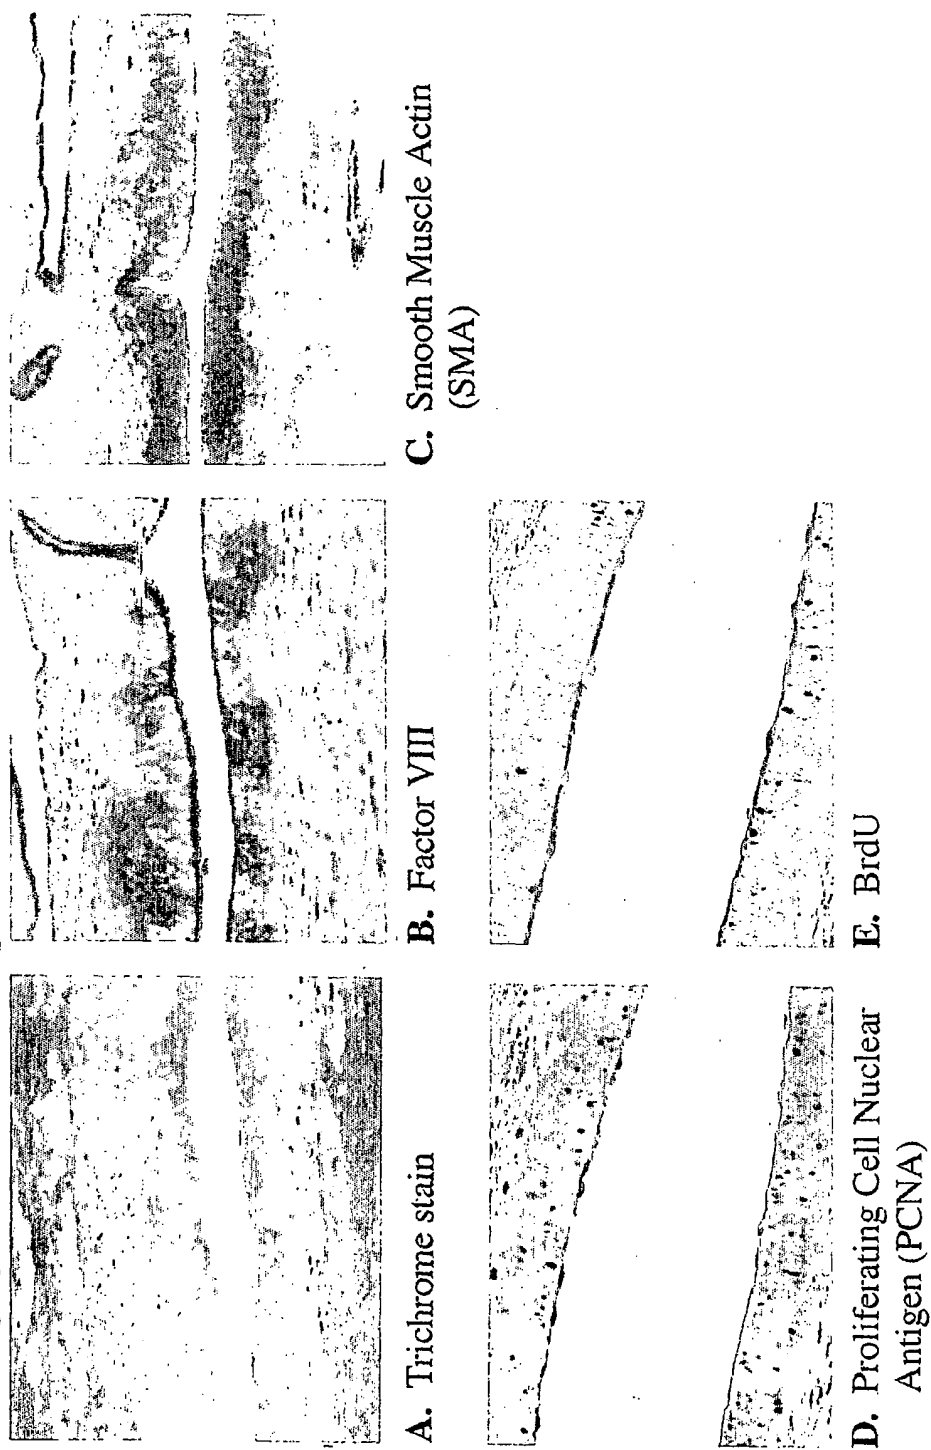 A. Trichrome stain
B. Factor VIII
C. Smooth Muscle Actin
(SMA)
D. Proliferating Cell Nuclear
Antigen (PCNA)
E. BrdU